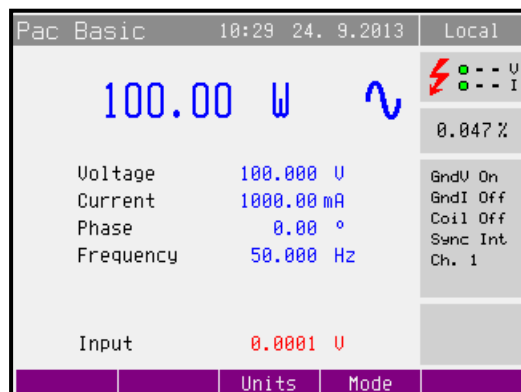 Pac Basic 10:29 24. 9.2013 Local
-- V
-- I
100.00 W
0.047 %
Voltage 100.000 V
Current 1000.00 mA
Phase 0.00 °
Frequency 50.000 Hz
GndU On
GndI Off
Coil Off
Sync Int
Ch. 1
Input 0.0001 V
Units Mode